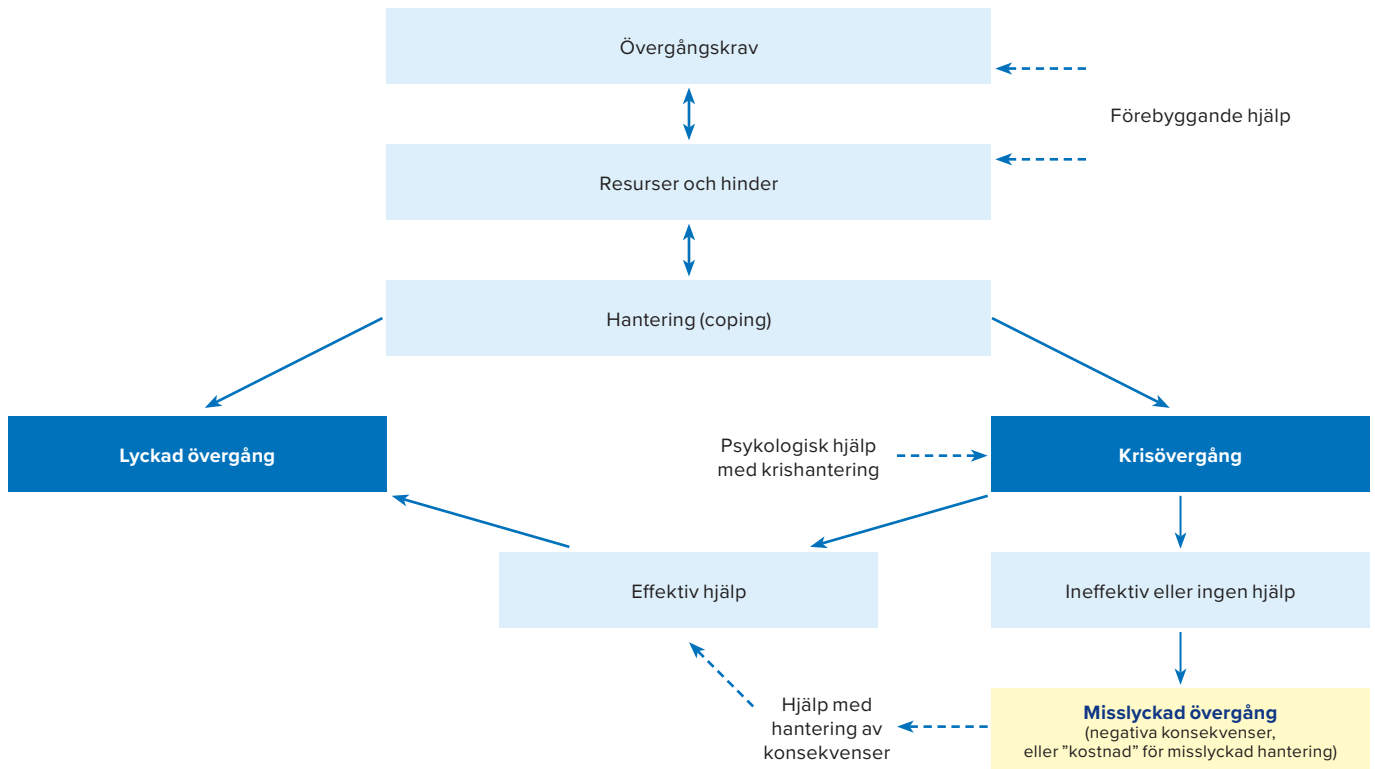 Övergångskrav
Förebyggande hjälp
Resurser och hinder
Hantering (coping)
Lyckad övergång
Psykologisk hjälp
med krishantering
Krisövergång
Effektiv hjälp
Ineffektiv eller ingen hjälp
Hjälp med
hantering av
konsekvenser
Misslyckad övergång
(negativa konsekvenser,
eller ”kostnad” för misslyckad hantering)